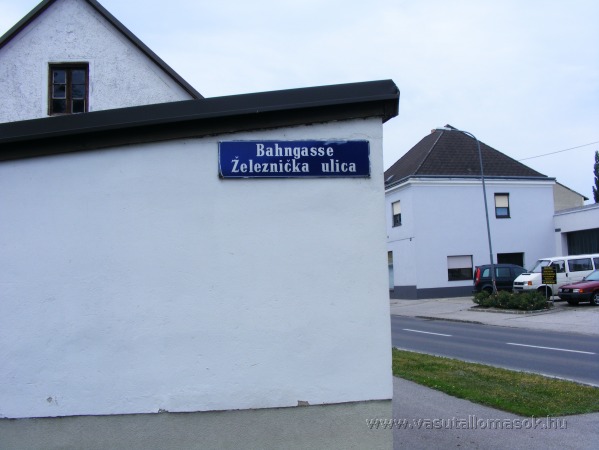 Bahngasse
Železnička ulica
www.vasutallomasok.hu